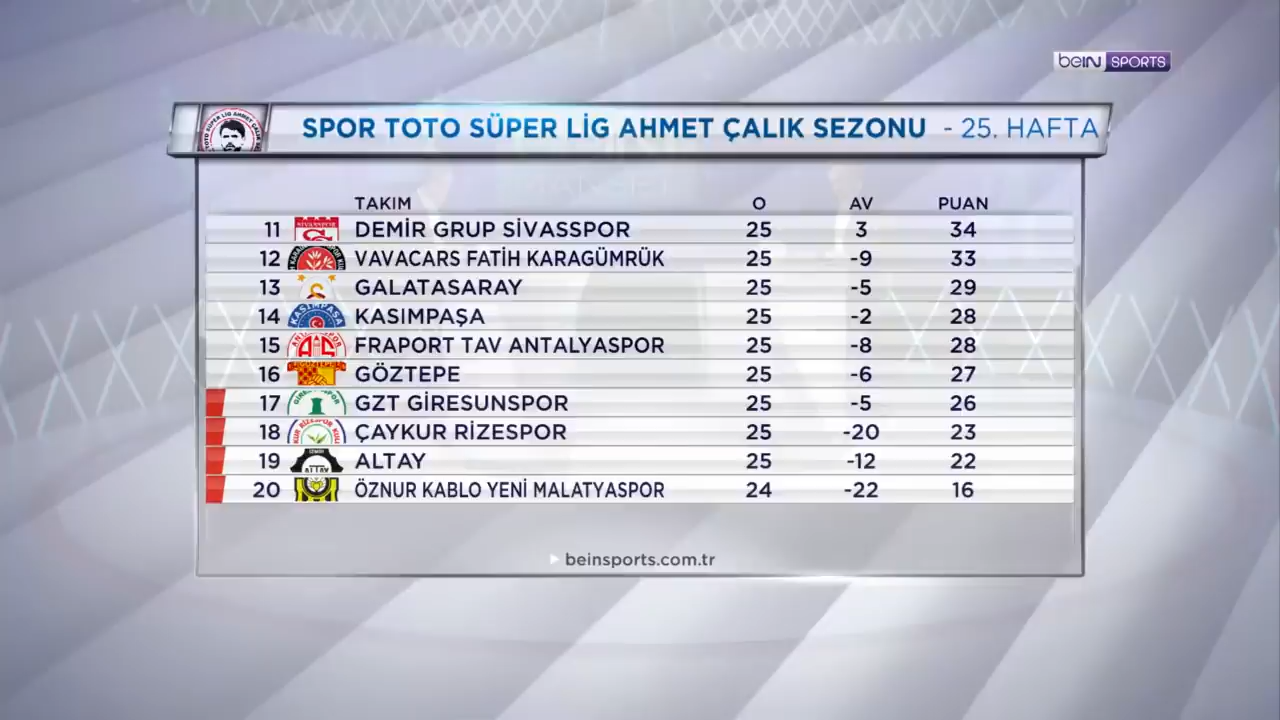 beIN SPORTS
SPOR TOTO SÜPER LİG AHMET ÇALIK SEZONU - 25. HAFTA
TAKIM O AV PUAN
11 DEMİR GRUP SİVASSPOR 25 3 34
12 VAVACARS FATİH KARAGÜMRÜK 25 -9 33
13 GALATASARAY 25 -5 29
14 KASIMPAŞA 25 -2 28
15 FRAPORT TAV ANTALYASPOR 25 -8 28
16 GÖZTEPE 25 -6 27
17 GZT GİRESUNSPOR 25 -5 26
18 ÇAYKUR RİZESPOR 25 -20 23
19 ALTAY 25 -12 22
20 ÖZNUR KABLO YENİ MALATYASPOR 24 -22 16
beinsports.com.tr